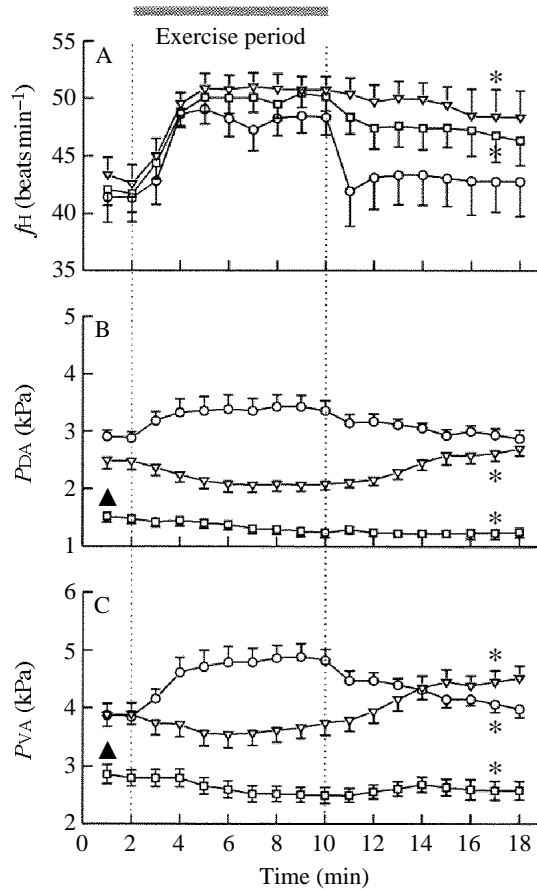 Exercise period
A
55
50
45
40
35
fH (beats min–1)
*
*
B
5
4
3
2
1
PDA (kPa)
*
*
C
6
5
4
3
2
PVA (kPa)
*
*
*
0 2 4 6 8 10 12 14 16 18
Time (min)